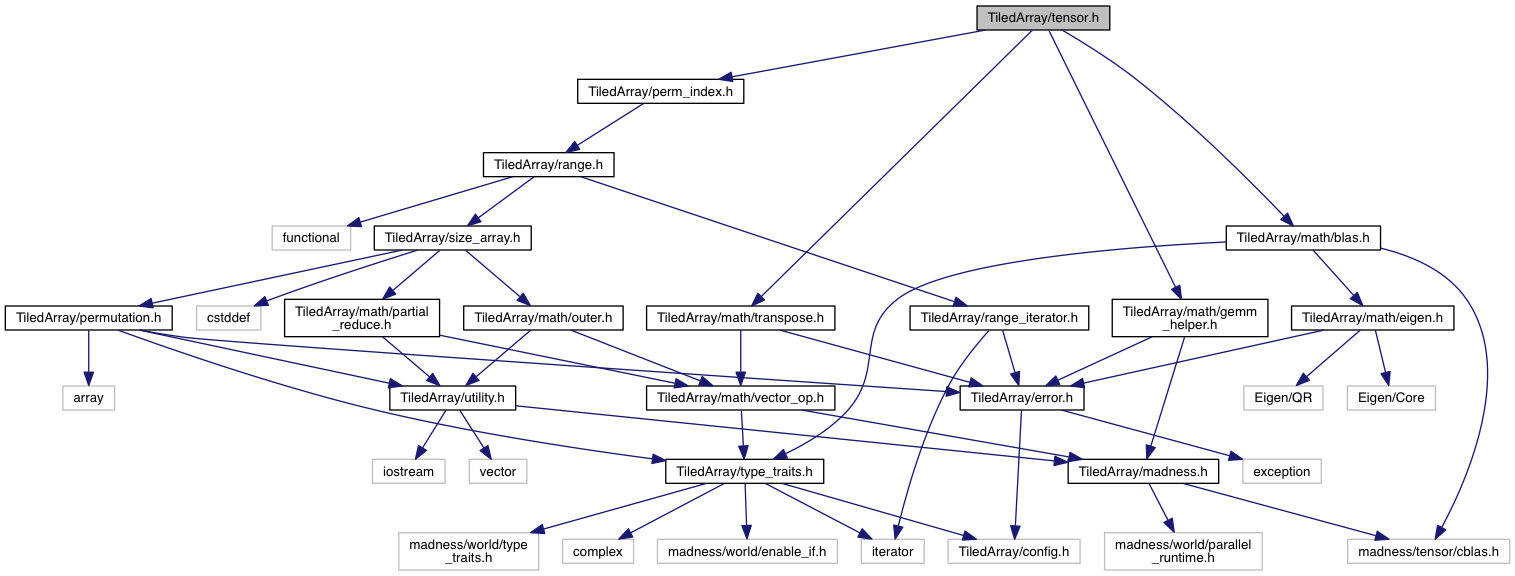 TiledArray/tensor.h
TiledArray/perm_index.h
TiledArray/range.h
functional
TiledArray/size_array.h
TiledArray/math/blas.h
TiledArray/permutation.h
cstddef
TiledArray/math/partial
_reduce.h
TiledArray/math/outer.h
TiledArray/math/transpose.h
TiledArray/range_iterator.h
TiledArray/math/gemm
_helper.h
TiledArray/math/eigen.h
array
TiledArray/utility.h
TiledArray/math/vector_op.h
TiledArray/error.h
Eigen/QR
Eigen/Core
iostream
vector
TiledArray/type_traits.h
TiledArray/madness.h
exception
madness/world/type
_traits.h
complex
madness/world/enable_if.h
iterator
TiledArray/config.h
madness/world/parallel
_runtime.h
madness/tensor/cblas.h